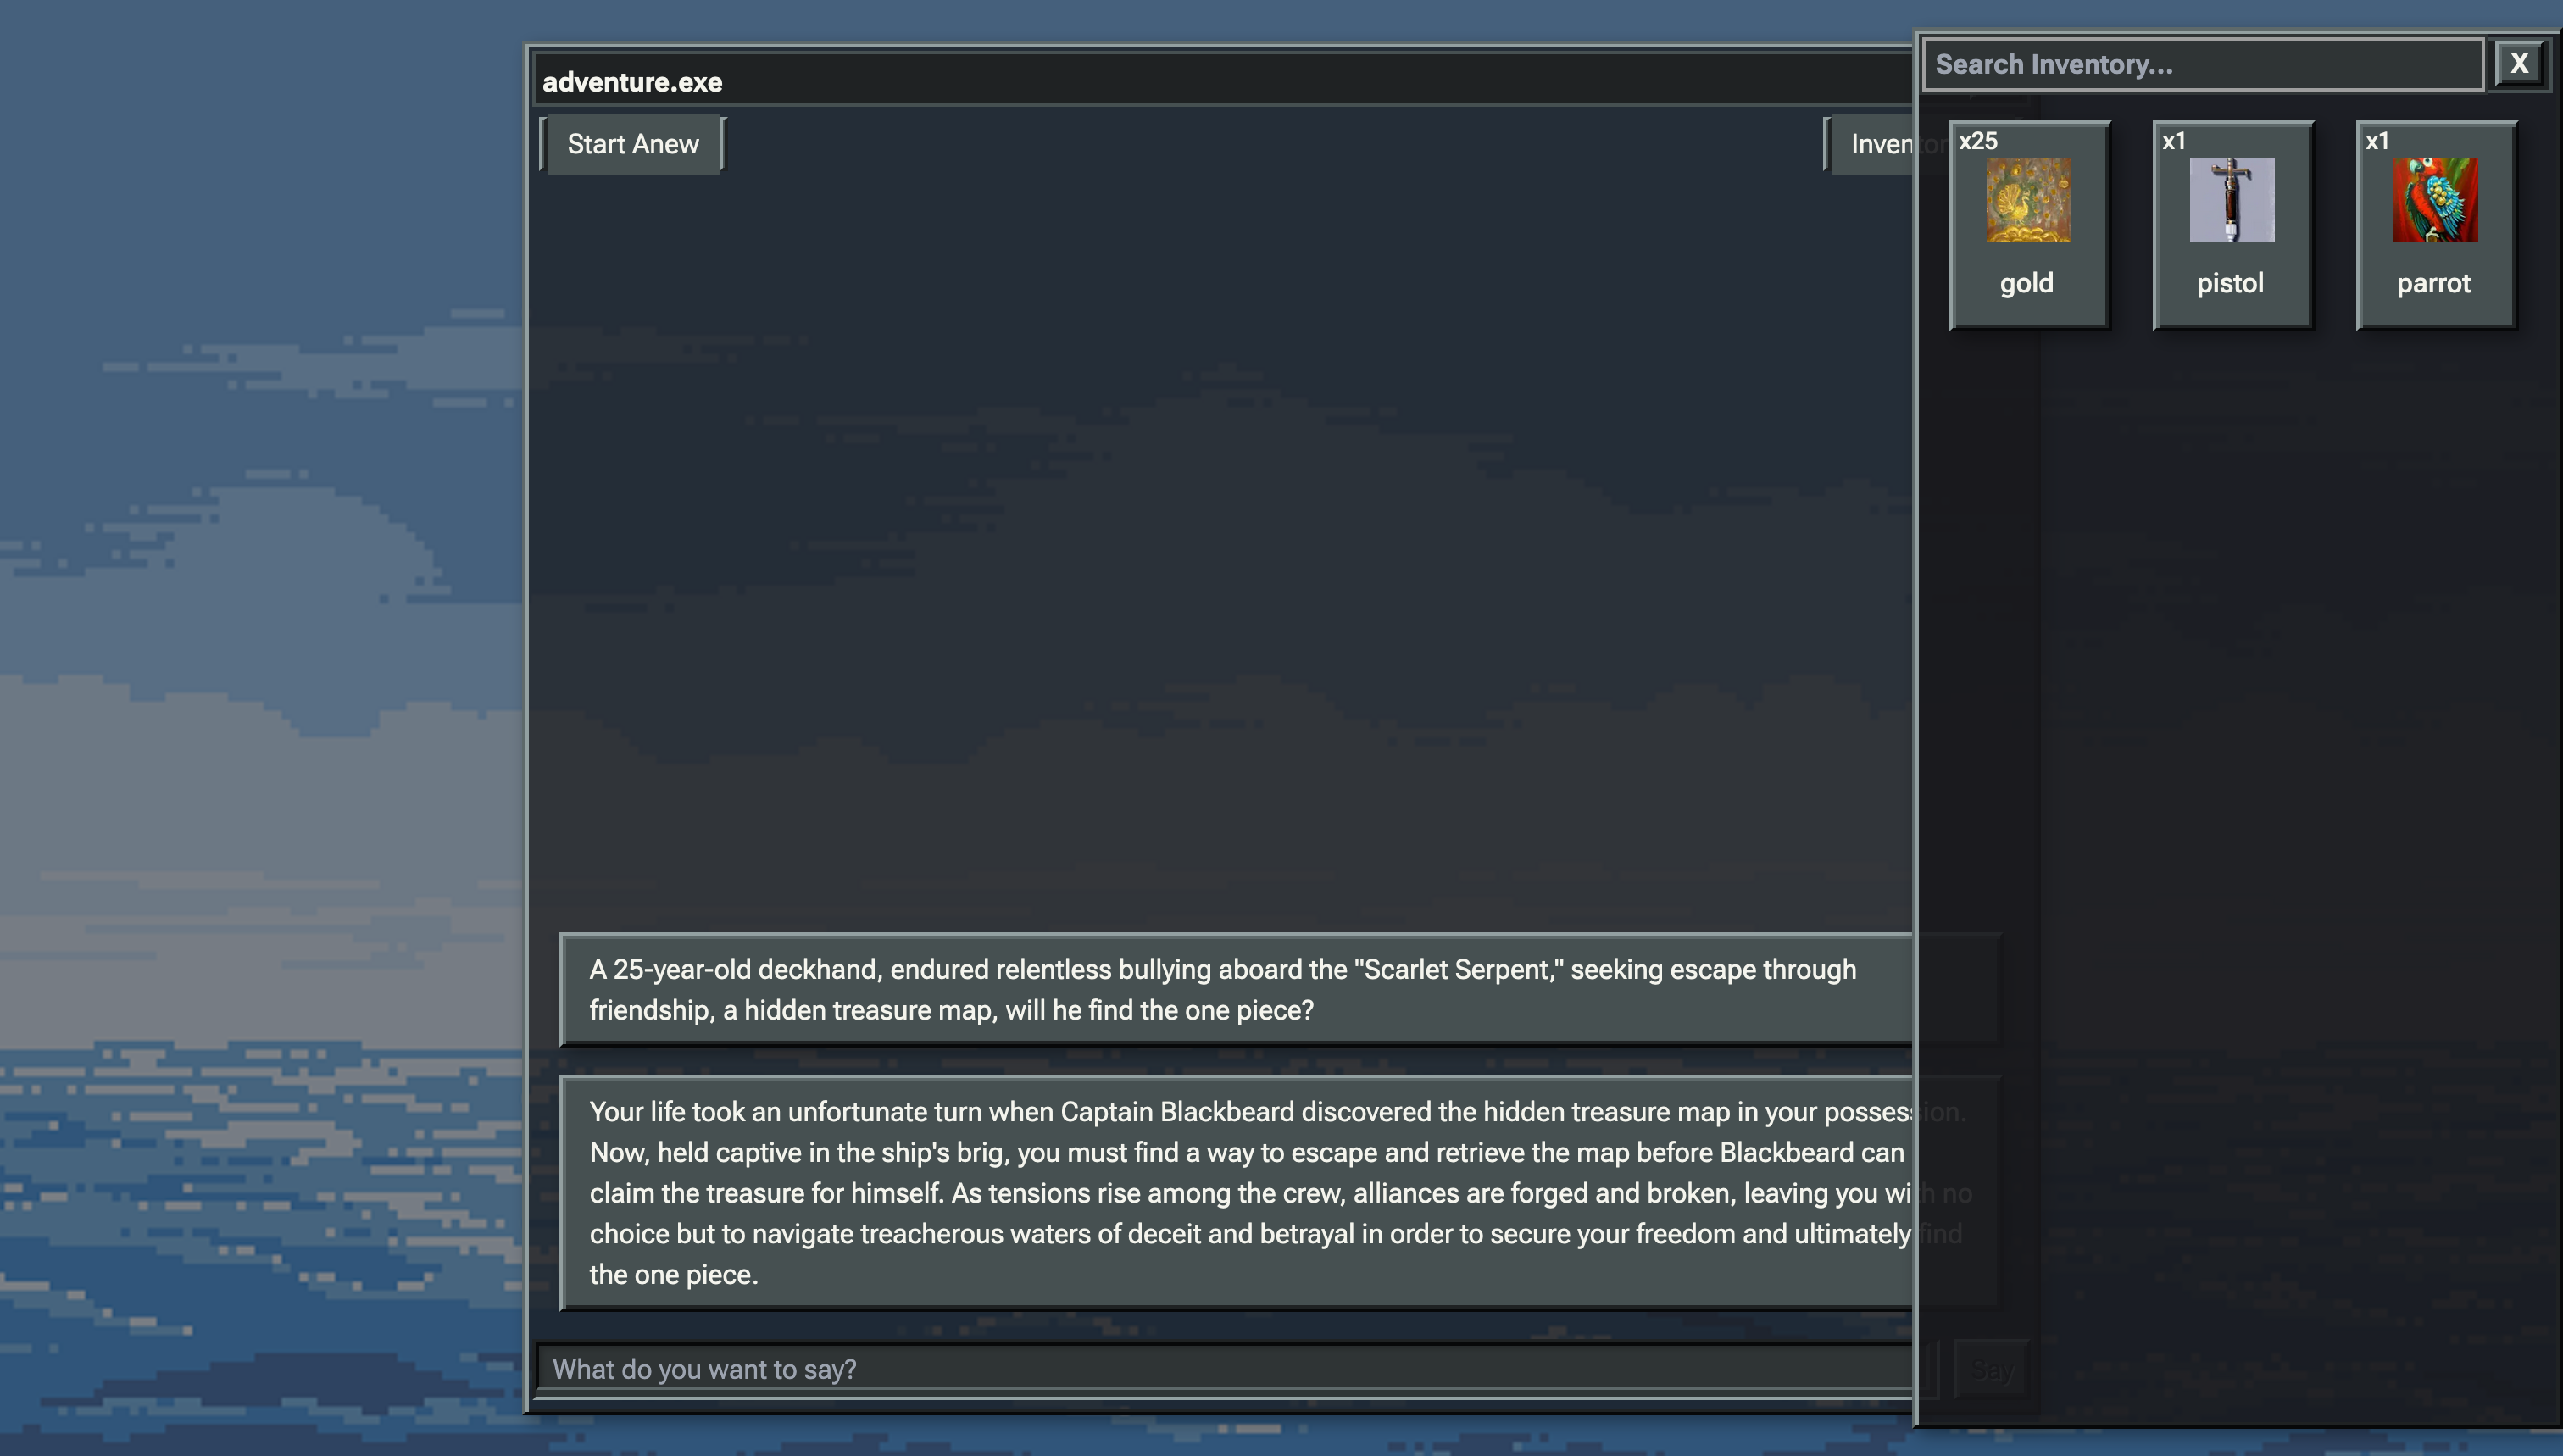 adventure.exe
Start Anew
Inventor
Search Inventory...
X
x25
gold
x1
pistol
x1
parrot
A 25-year-old deckhand, endured relentless bullying aboard the "Scarlet Serpent," seeking escape through
friendship, a hidden treasure map, will he find the one piece?
Your life took an unfortunate turn when Captain Blackbeard discovered the hidden treasure map in your possession.
Now, held captive in the ship's brig, you must find a way to escape and retrieve the map before Blackbeard can
claim the treasure for himself. As tensions rise among the crew, alliances are forged and broken, leaving you with no
choice but to navigate treacherous waters of deceit and betrayal in order to secure your freedom and ultimately find
the one piece.
What do you want to say?
Say